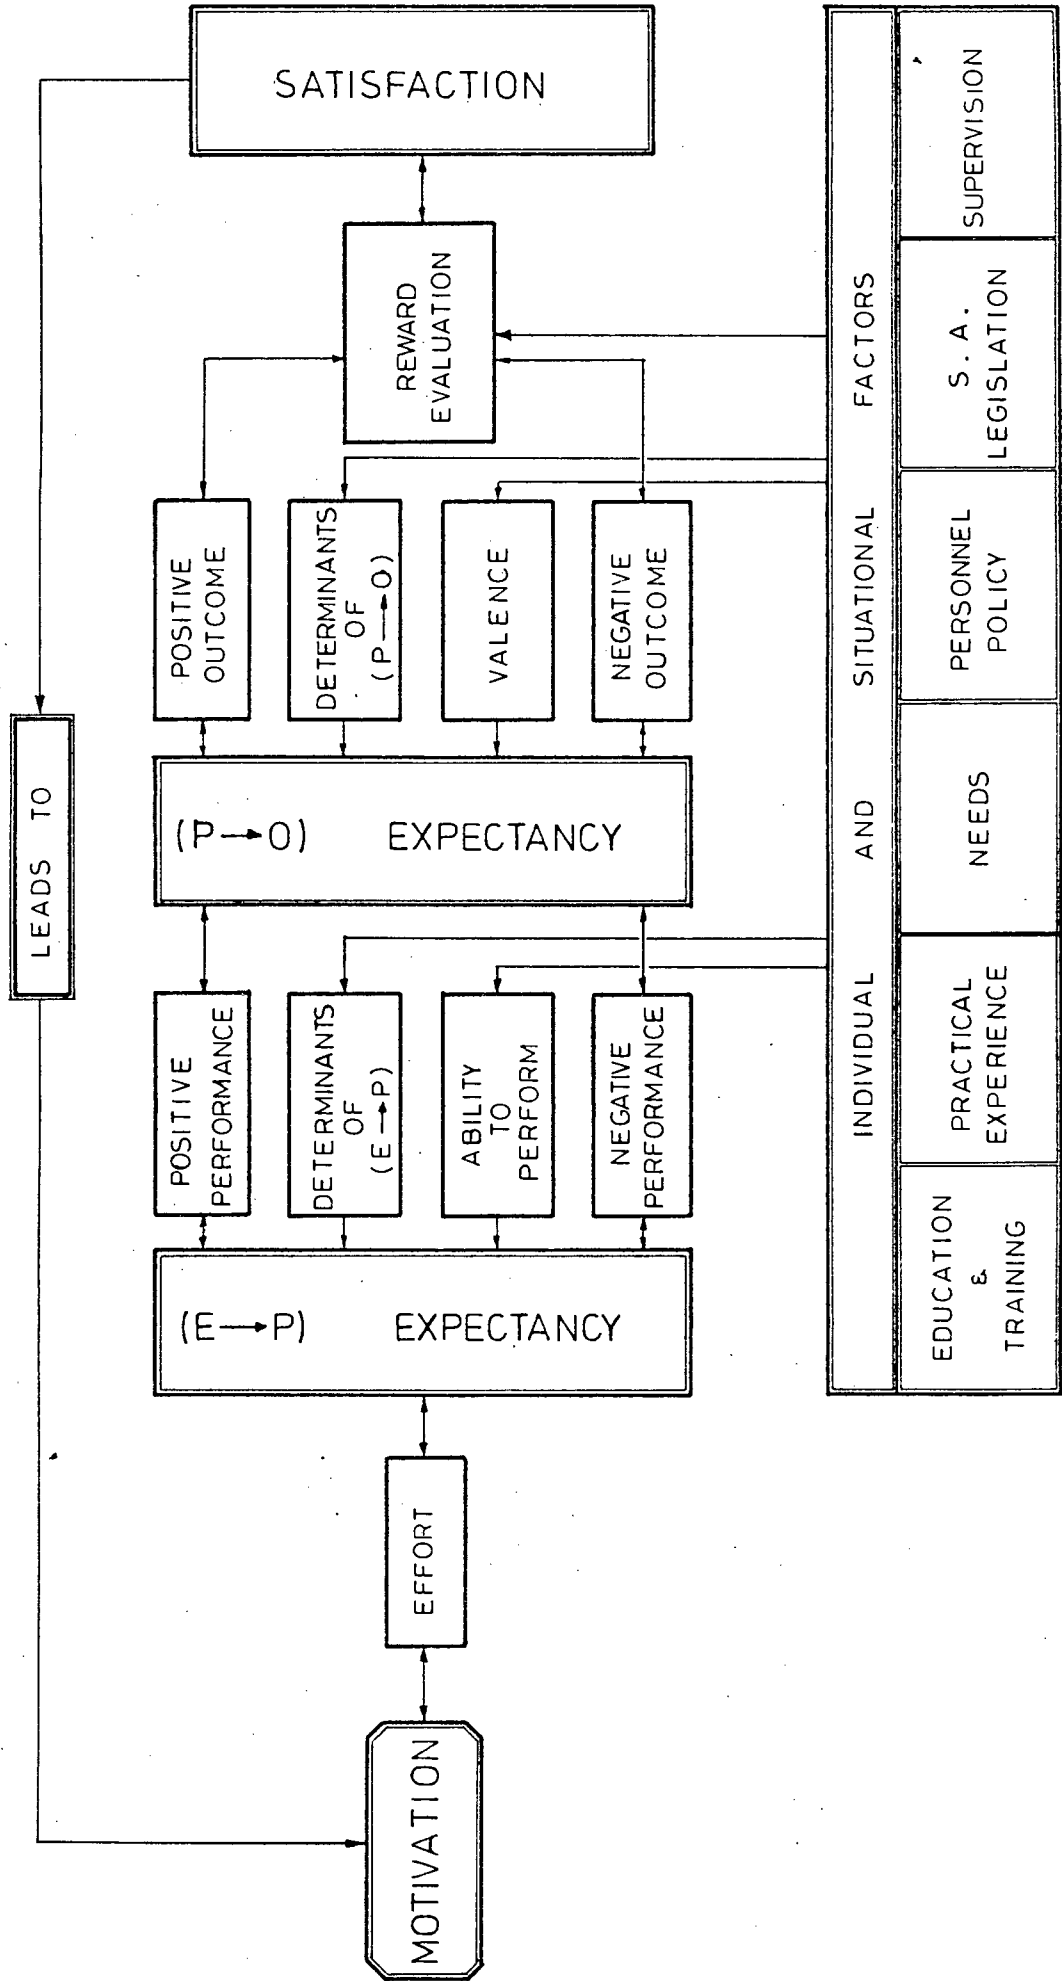 LEADS TO
MOTIVATION
EFFORT
(E → P) EXPECTANCY
POSITIVE
PERFORMANCE
DETERMINANTS
OF
(E → P)
ABILITY
TO
PERFORM
NEGATIVE
PERFORMANCE
(P → O) EXPECTANCY
POSITIVE
OUTCOME
DETERMINANTS
OF
(P → O)
VALENCE
NEGATIVE
OUTCOME
REWARD
EVALUATION
SATISFACTION
INDIVIDUAL AND SITUATIONAL FACTORS
EDUCATION
&
TRAINING
PRACTICAL
EXPERIENCE
NEEDS
PERSONNEL
POLICY
S. A.
LEGISLATION
SUPERVISION